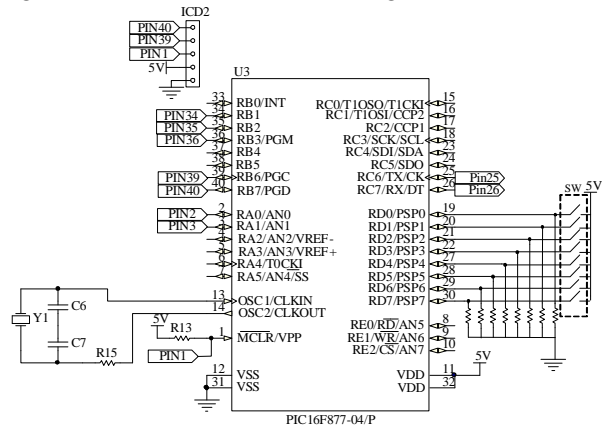 ICD2
PIN40
PIN39
PIN1
5V
U3
33 RB0/INT RC0/T1OSO/T1CKI 15
PIN34 34 RB1 RC1/T1OSI/CCP2 16
PIN35 35 RB2 RC2/CCP1 17
PIN36 36 RB3/PGM RC3/SCK/SCL 18
37 RB4 RC4/SDI/SDA 23
38 RB5 RC5/SDO 24
PIN39 39 RB6/PGC RC6/TX/CK 25 Pin25
PIN40 40 RB7/PGD RC7/RX/DT 26 Pin26
SW 5V
PIN2 2 RA0/AN0 RD0/PSP0 19
PIN3 3 RA1/AN1 RD1/PSP1 20
4 RA2/AN2/VREF- RD2/PSP2 21
5 RA3/AN3/VREF+ RD3/PSP3 22
6 RA4/T0CKI RD4/PSP4 27
7 RA5/AN4/SS RD5/PSP5 28
RD6/PSP6 29
13 OSC1/CLKIN RD7/PSP7 30
14 OSC2/CLKOUT
C6
Y1
C7
R15
5V R13
RE0/RD/AN5 8
1 MCLR/VPP RE1/WR/AN6 9
PIN1 RE2/CS/AN7 10
5V
12 VSS VDD 11
31 VSS VDD 32
PIC16F877-04/P